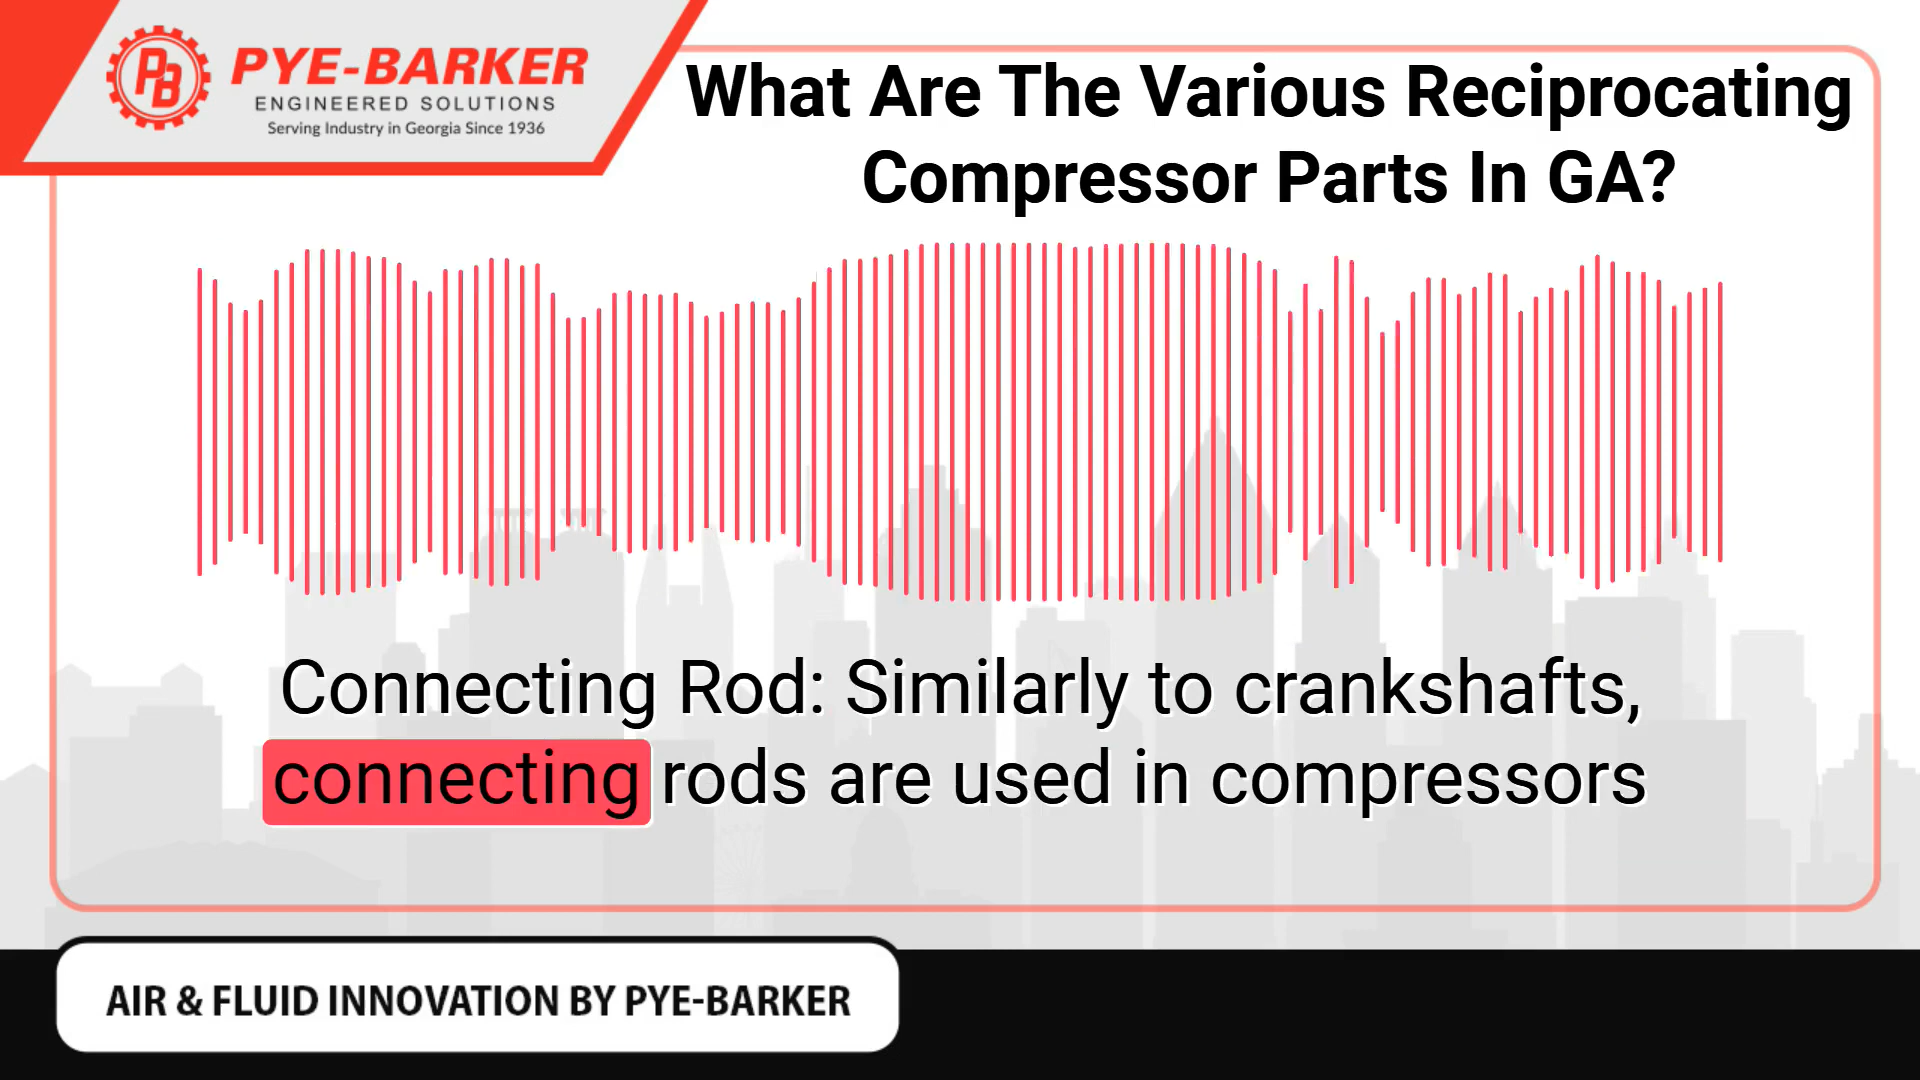 PB
PYE-BARKER
ENGINEERED SOLUTIONS
Serving Industry in Georgia Since 1936
What Are The Various Reciprocating
Compressor Parts In GA?
Connecting Rod: Similarly to crankshafts,
connecting rods are used in compressors
AIR & FLUID INNOVATION BY PYE-BARKER